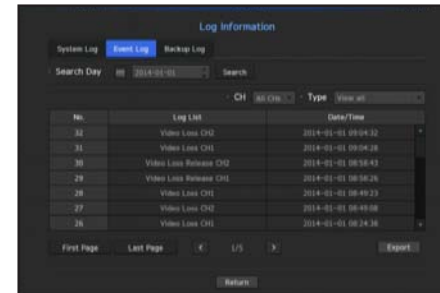 Log Information
System Log Event Log Backup Log
Search Day 2014-01-01 Search
CH All CHs Type View all
No. Log List Date/Time
32 Video Loss CH2 2014-01-01 09:04:32
31 Video Loss CH1 2014-01-01 09:04:28
30 Video Loss Release CH2 2014-01-01 08:58:43
29 Video Loss Release CH1 2014-01-01 08:58:26
28 Video Loss CH1 2014-01-01 08:49:23
27 Video Loss CH2 2014-01-01 08:49:08
26 Video Loss CH1 2014-01-01 08:24:38
First Page Last Page < 1/5 > Export
Return